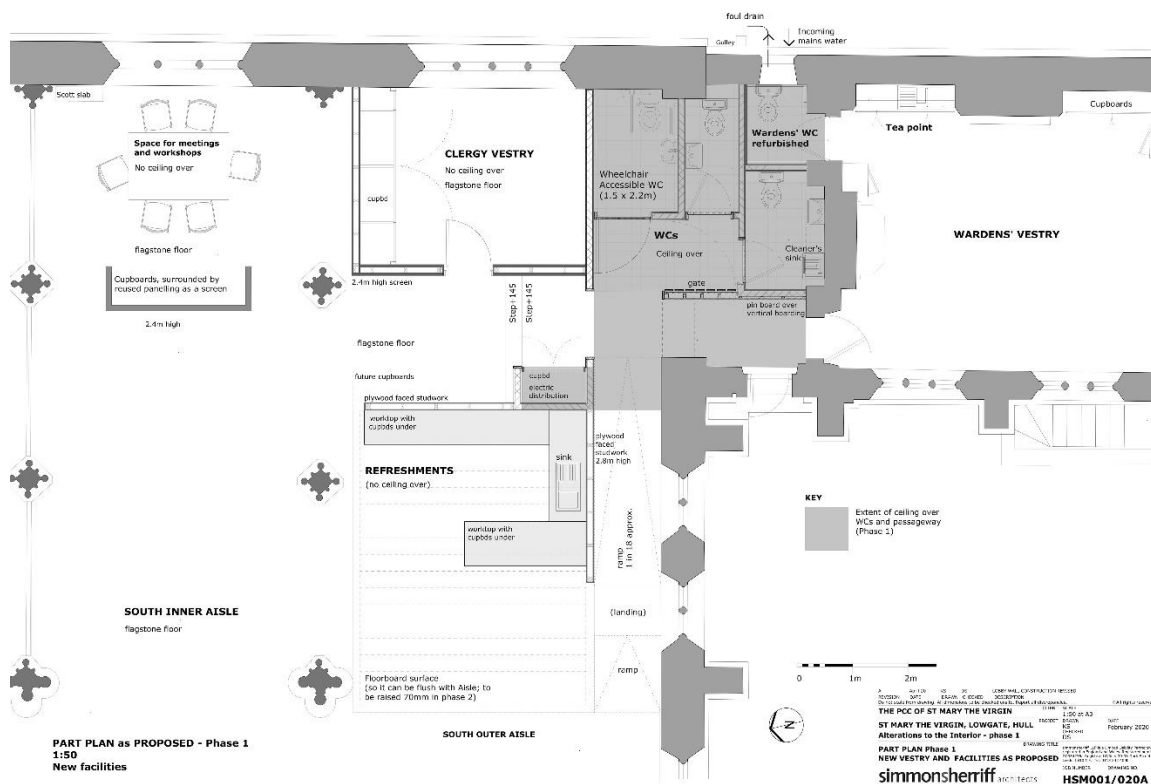 foul drain
Incoming
mains water
Gulley
Scott slab
Space for meetings
and workshops
No ceiling over
flagstone floor
Cupboards, surrounded by
reused panelling as a screen
2.4m high
CLERGY VESTRY
No ceiling over
flagstone floor
cupbd
2.4m high screen
Wheelchair
Accessible WC
(1.5 x 2.2m)
WCs
Ceiling over
gate
Wardens' WC
refurbished
Cleaner's
sink
pin board over
vertical boarding
Tea point
Cupboards
WARDENS' VESTRY
Step+145
Step+145
flagstone floor
future cupboards
plywood faced studwork
cupbd
electric
distribution
worktop with
cupbds under
REFRESHMENTS
(no ceiling over)
sink
worktop with
cupbds under
plywood
faced
studwork
2.8m high
ramp
1 in 18 approx.
(landing)
ramp
KEY
Extent of ceiling over
WCs and passageway
(Phase 1)
SOUTH INNER AISLE
flagstone floor
Floorboard surface
(so it can be flush with Aisle; to
be raised 70mm in phase 2)
SOUTH OUTER AISLE
PART PLAN as PROPOSED - Phase 1
1:50
New facilities
0 1m 2m
N
THE PCC OF ST MARY THE VIRGIN
1:50 at A3
ST MARY THE VIRGIN, LOWGATE, HULL
Alterations to the Interior - phase 1
PROJECT
DRAWN
KS
CHECKED
DS
DATE
February 2020
DRAWING TITLE
PART PLAN Phase 1
NEW VESTRY AND FACILITIES AS PROPOSED
simmonsherriff architects
HSM001/020A